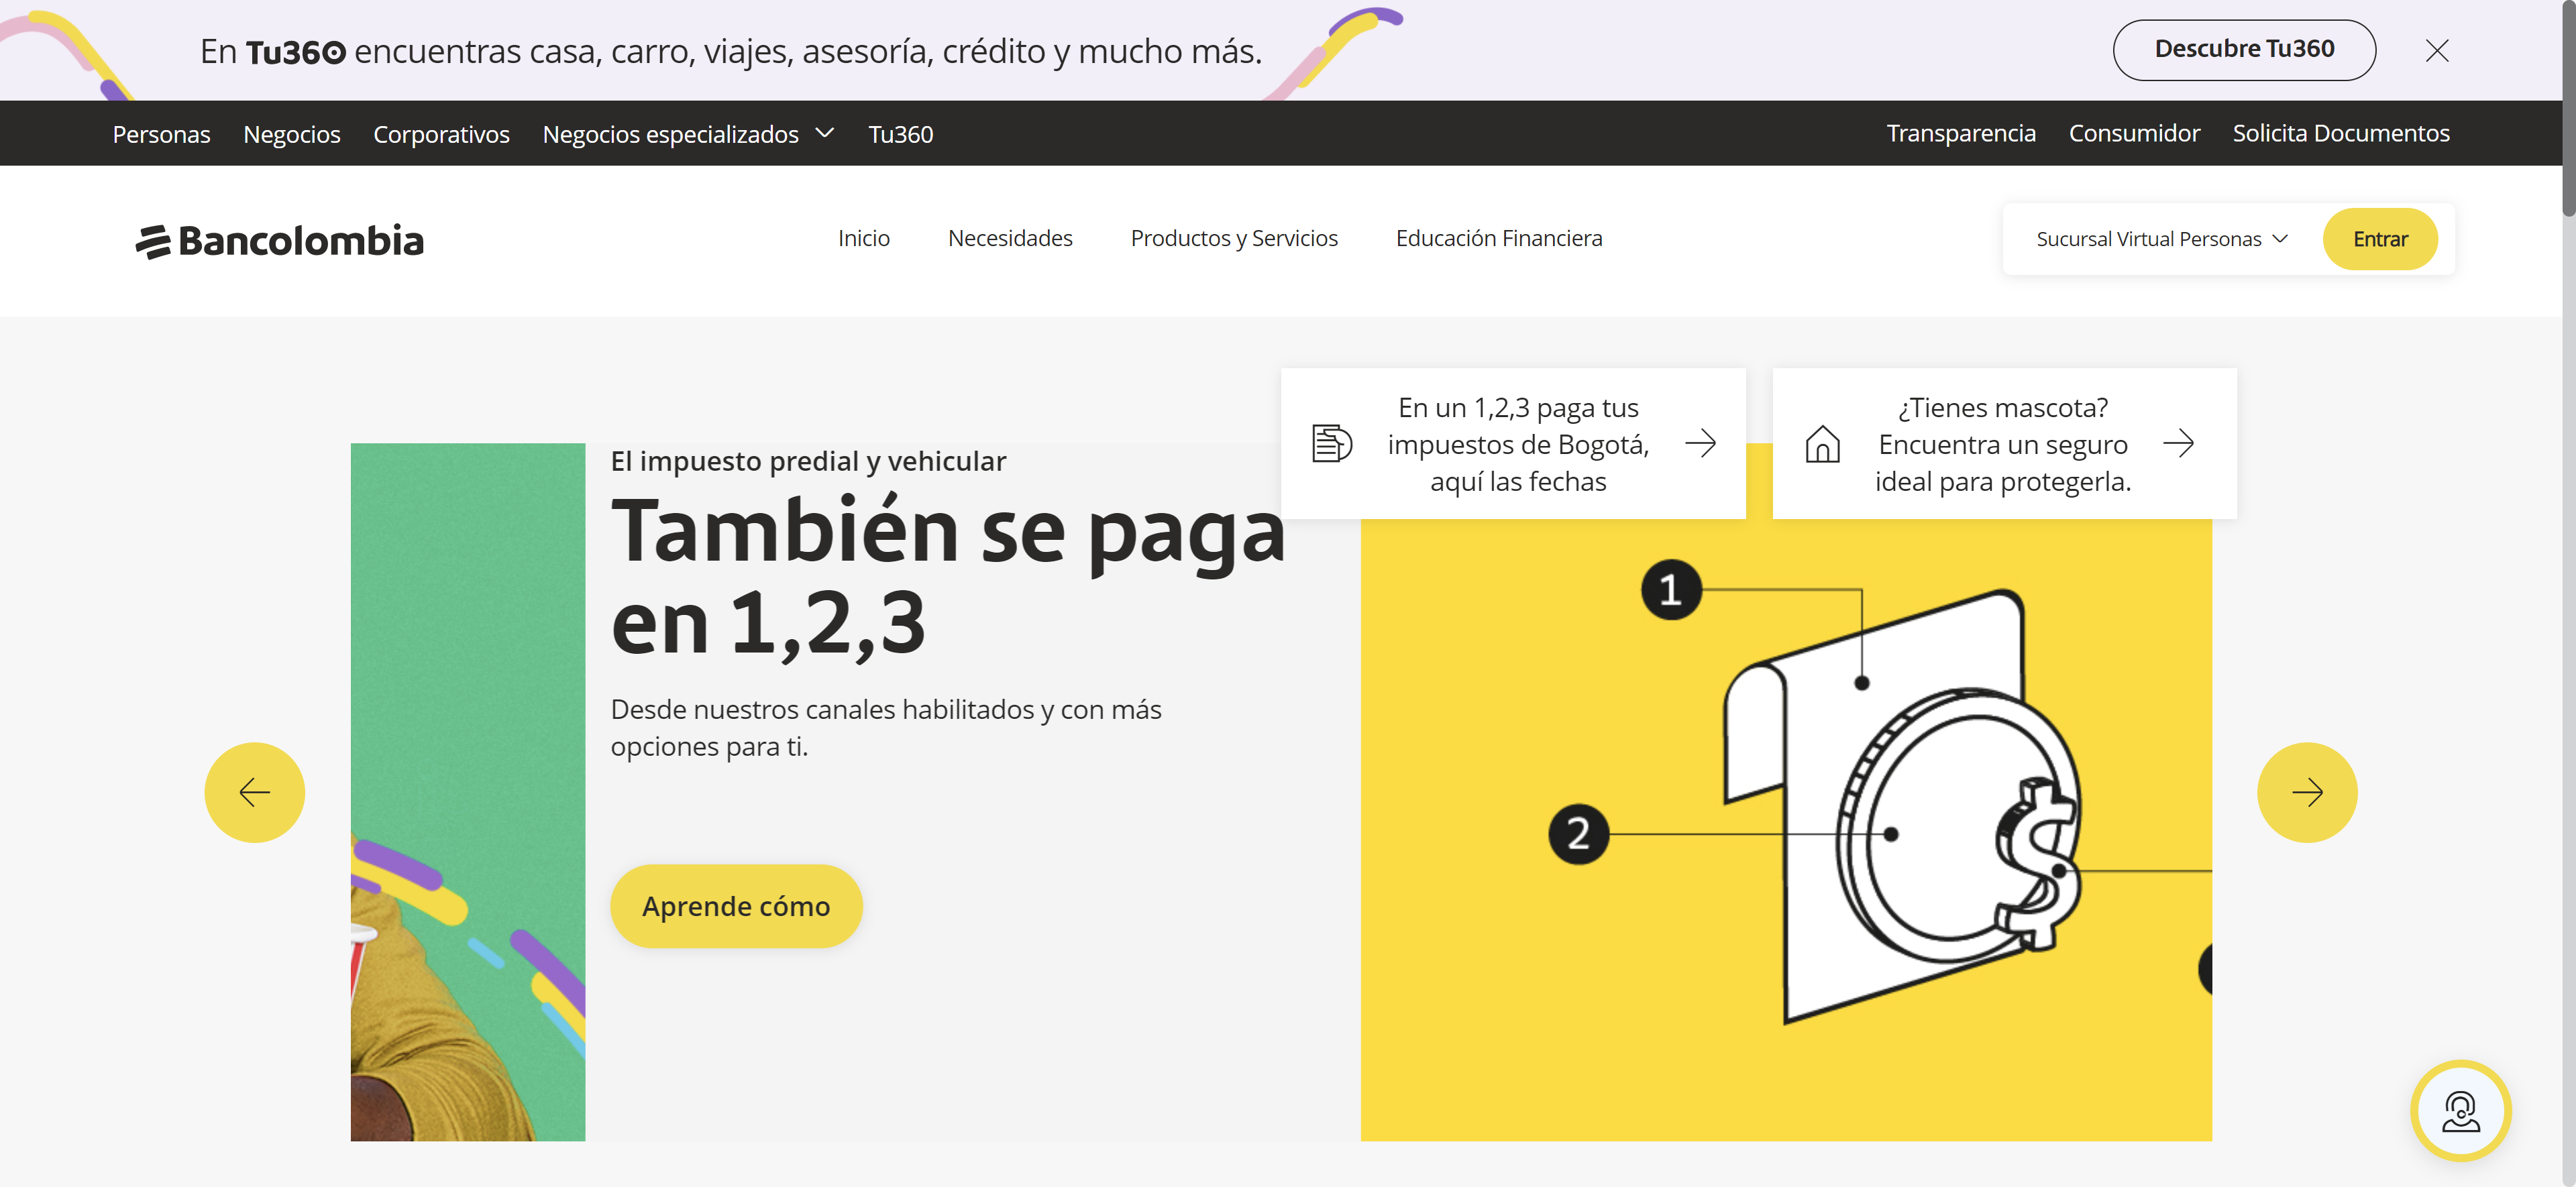 En Tu360 encuentras casa, carro, viajes, asesoría, crédito y mucho más.
Descubre Tu360
Personas
Negocios
Corporativos
Negocios especializados
Tu360
Transparencia
Consumidor
Solicita Documentos
Bancolombia
Inicio
Necesidades
Productos y Servicios
Educación Financiera
Sucursal Virtual Personas
Entrar
En un 1,2,3 paga tus
impuestos de Bogotá,
aquí las fechas
¿Tienes mascota?
Encuentra un seguro
ideal para protegerla.
El impuesto predial y vehicular
También se paga
en 1,2,3
Desde nuestros canales habilitados y con más
opciones para ti.
Aprende cómo
1
2
$